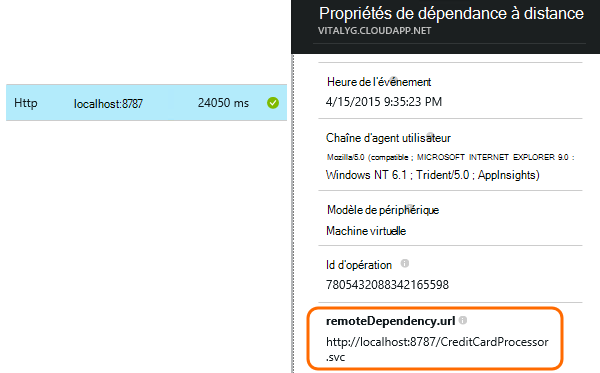 Http localhost:8787 24050 ms
Propriétés de dépendance à distance
VITALYG.CLOUDAPP.NET
Heure de l'événement
4/15/2015 9:35:23 PM
Chaîne d'agent utilisateur
Mozilla/5.0 (compatible ; MICROSOFT INTERNET EXPLORER 9.0 :
Windows NT 6.1 ; Trident/5.0 ; AppInsights)
Modèle de périphérique
Machine virtuelle
Id d'opération
7805432088342165598
remoteDependency.url
http://localhost:8787/CreditCardProcessor
.svc